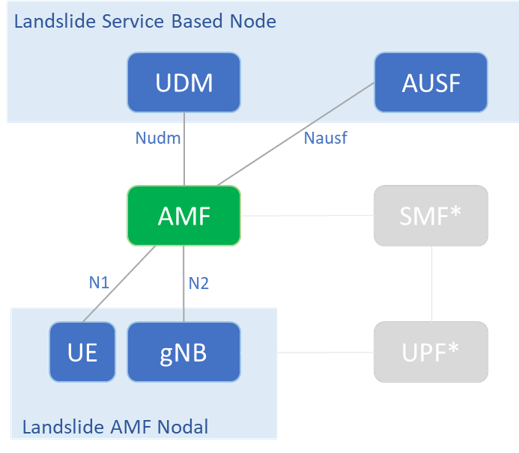 Landslide Service Based Node
UDM
AUSF
Nudm
Nausf
AMF
SMF*
N1
N2
UE
gNB
UPF*
Landslide AMF Nodal